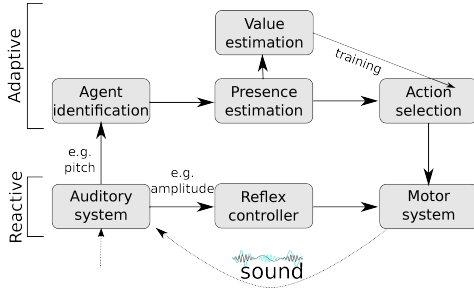 Adaptive
Value
estimation
training
Agent
identification
Presence
estimation
Action
selection
e.g.
pitch
e.g.
amplitude
Reactive
Auditory
system
Reflex
controller
Motor
system
sound